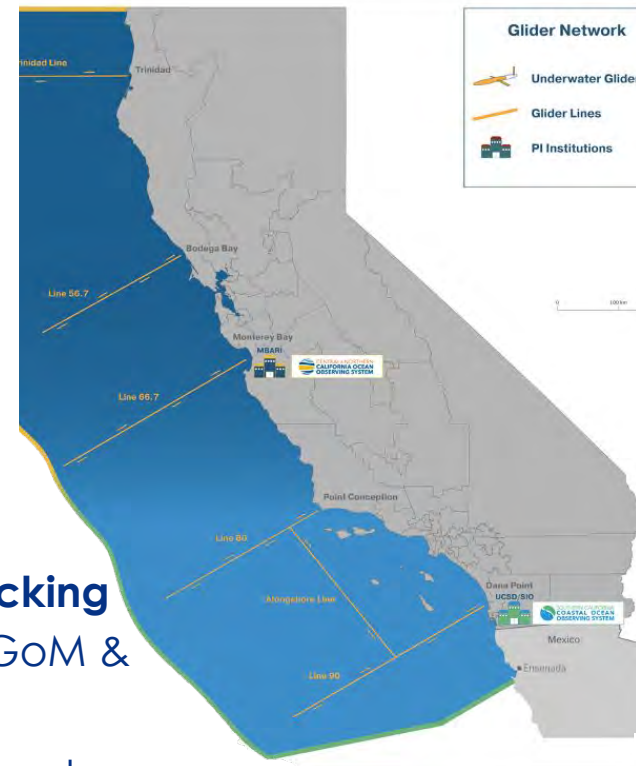 Glider Network
Underwater Glider
Glider Lines
PI Institutions
Trinidad Line
Trinidad
Bodega Bay
Line 56.7
Monterey Bay
MBARI
CENTRAL & NORTHERN
CALIFORNIA OCEAN
OBSERVING SYSTEM
Line 66.7
Point Conception
Line 80
Alongshore Line
Dana Point
UCSD/SIO
SOUTHERN CALIFORNIA
COASTAL OCEAN
OBSERVING SYSTEM
Mexico
Ensenada
Line 90
cking
GoM &